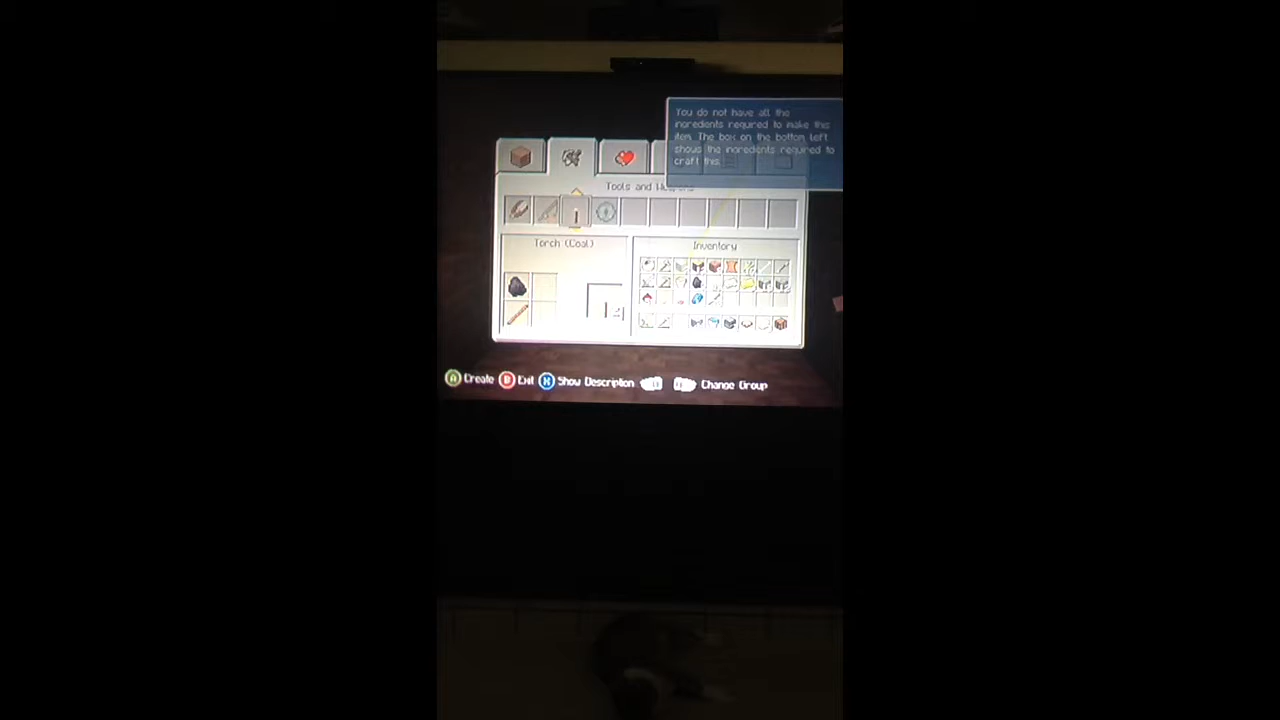 You do not have all the
ingredients required to make this
item. The box on the bottom left
shows the ingredients required to
craft this.
Tools and Weapons
Torch (Coal)
Inventory
A Create B Exit X Show Description Change Group